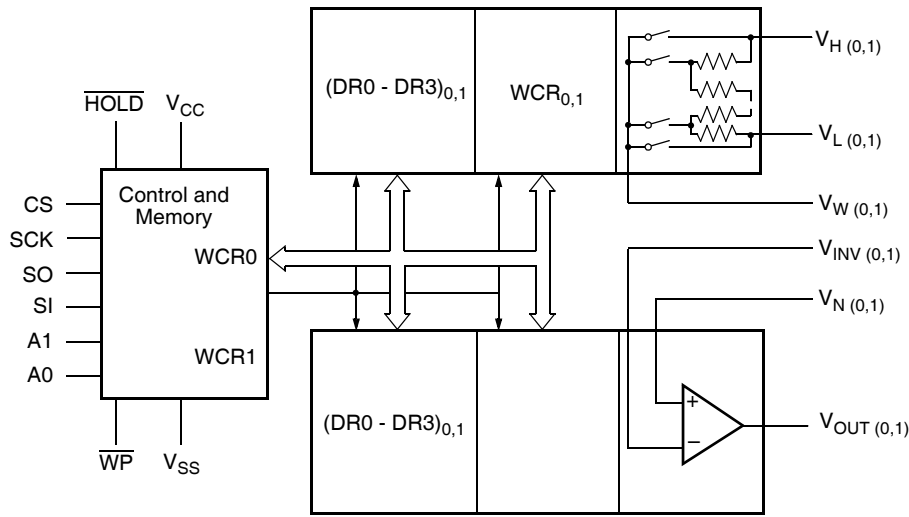 HOLD
VCC
Control and
Memory
WCR0
WCR1
CS
SCK
SO
SI
A1
A0
WP
VSS
(DR0 - DR3)0,1
WCR0,1
VH (0,1)
VL (0,1)
VW (0,1)
VINV (0,1)
VN (0,1)
(DR0 - DR3)0,1
+
−
VOUT (0,1)